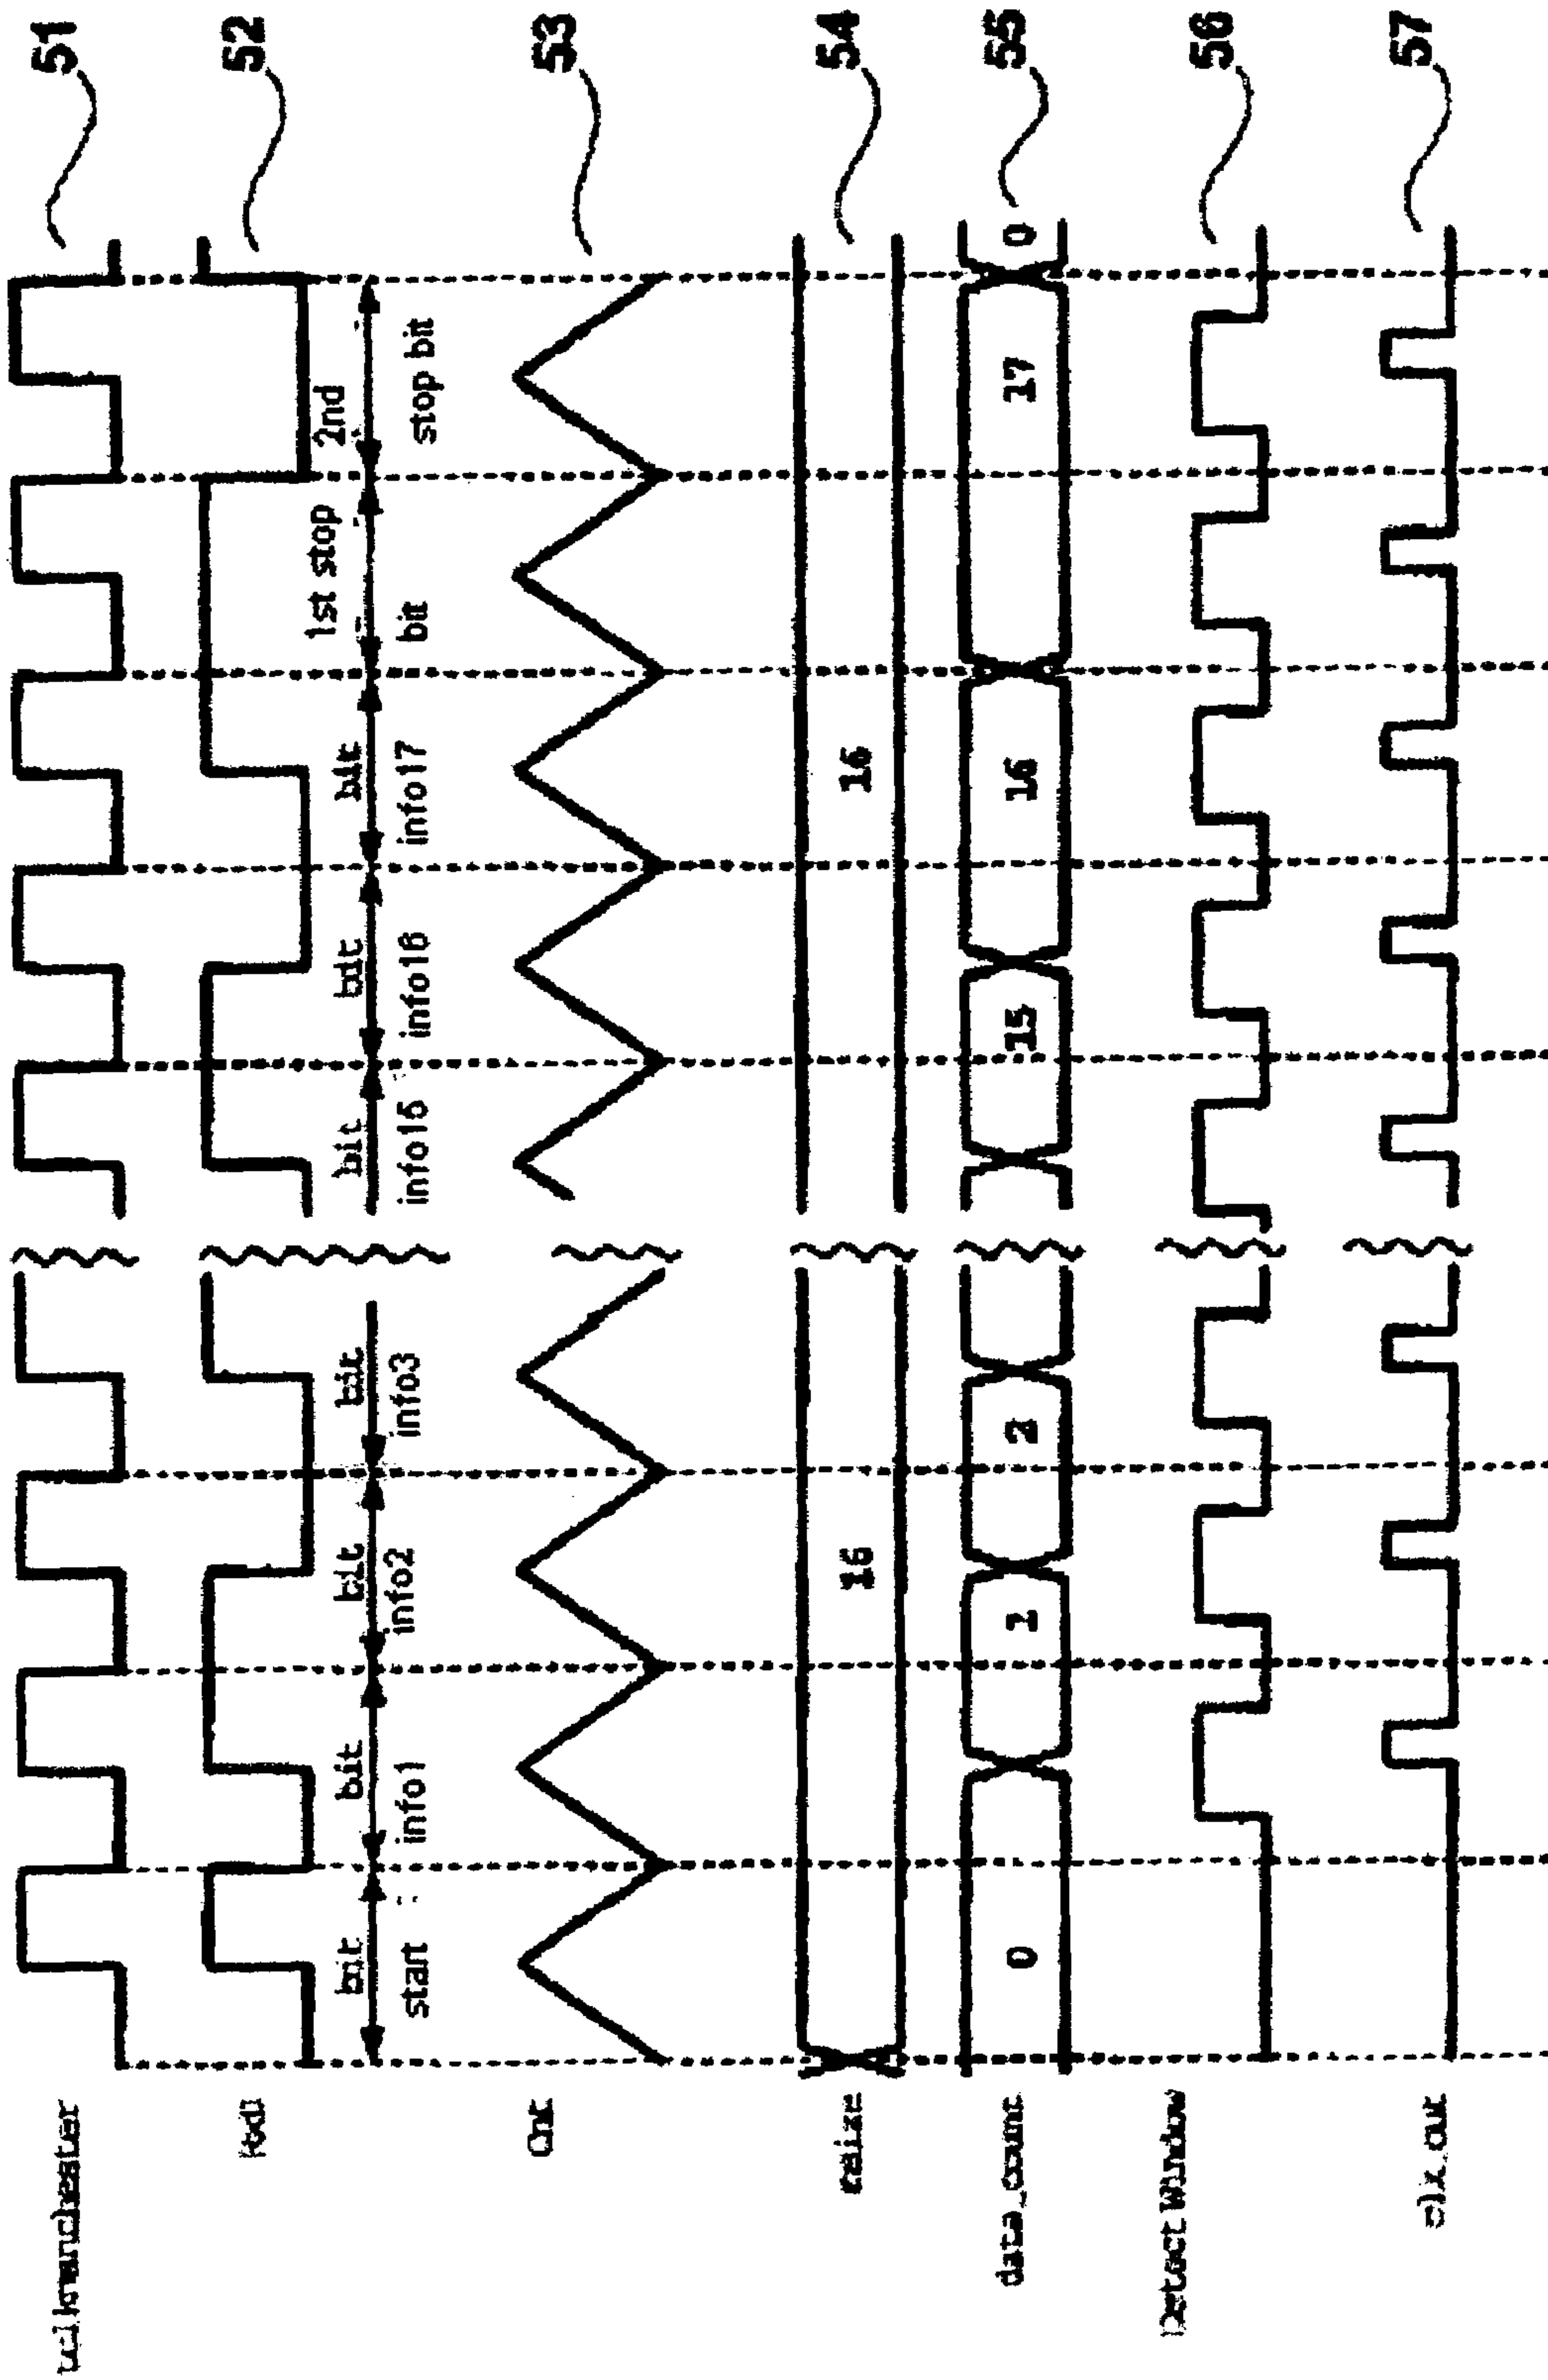 51
52
bit
start
bit
info1
bit
info2
bit
info3
bit
info15
bit
info16
bit
info17
1st stop
bit
2nd
stop bit
Cnt
53
16
16
54
data_count
0
1
2
15
16
17
0
55
Detect Window
56
clk_out
57